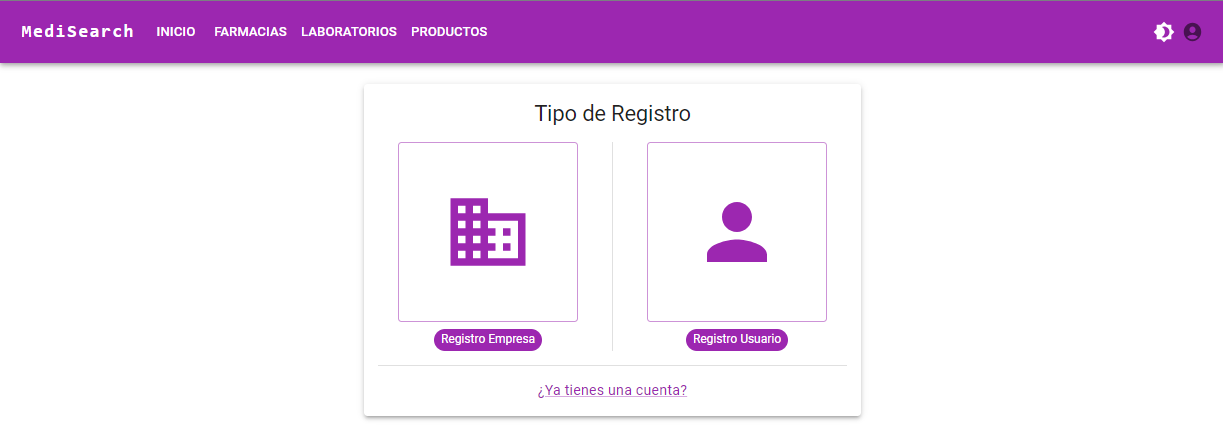 MediSearch INICIO FARMACIAS LABORATORIOS PRODUCTOS
Tipo de Registro
Registro Empresa Registro Usuario
¿Ya tienes una cuenta?